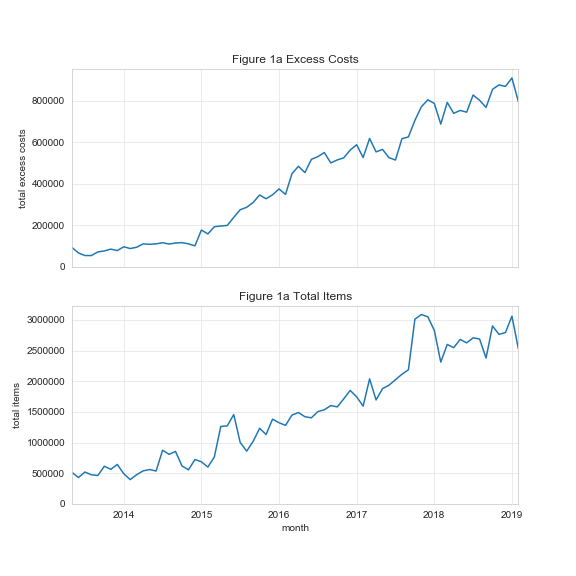 Figure 1a Excess Costs
800000
600000
400000
200000
0
total excess costs
Figure 1a Total Items
3000000
2500000
2000000
1500000
1000000
500000
0
total items
2014 2015 2016 2017 2018 2019
month